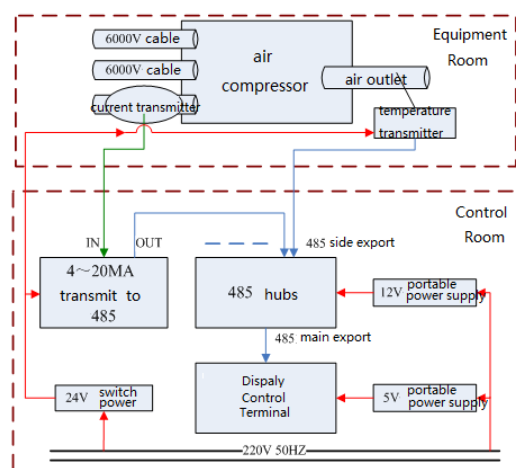 Equipment
Room
6000V cable
6000V cable
current transmitter
air
compressor
air outlet
temperature
transmitter
Control
Room
IN
OUT
485 side export
4～20MA
transmit to
485
485 hubs
12V portable
power supply
485 main export
Dispaly
Control
Terminal
24V switch
power
5V portable
power supply
220V 50HZ